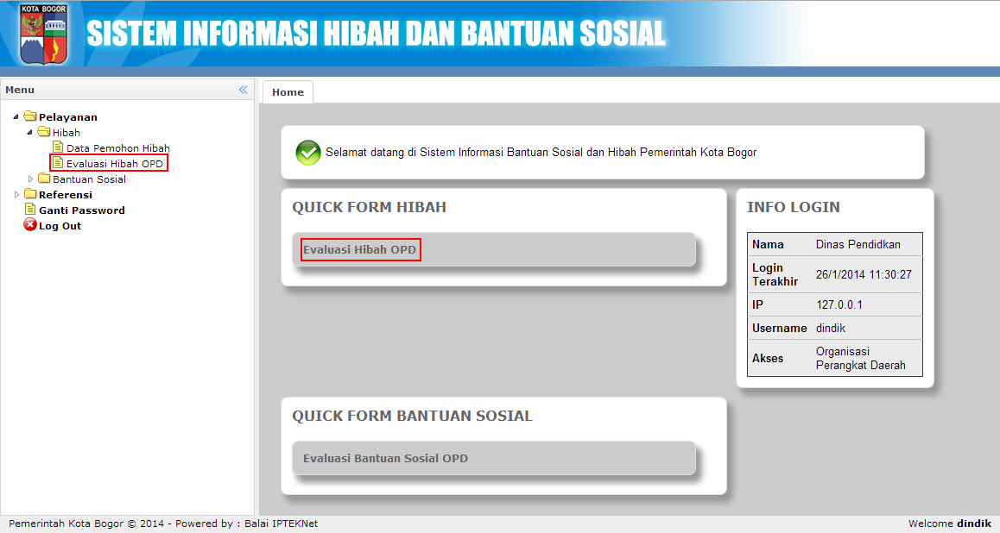 KOTA BOGOR
SISTEM INFORMASI HIBAH DAN BANTUAN SOSIAL
Menu
Pelayanan
Hibah
Data Pemohon Hibah
Evaluasi Hibah OPD
Bantuan Sosial
Referensi
Ganti Password
Log Out
Home
Selamat datang di Sistem Informasi Bantuan Sosial dan Hibah Pemerintah Kota Bogor
QUICK FORM HIBAH
Evaluasi Hibah OPD
INFO LOGIN
Nama Dinas Pendidkan
Login Terakhir 26/1/2014 11:30:27
IP 127.0.0.1
Username dindik
Akses Organisasi Perangkat Daerah
QUICK FORM BANTUAN SOSIAL
Evaluasi Bantuan Sosial OPD
Pemerintah Kota Bogor © 2014 - Powered by : Balai IPTEKNet
Welcome dindik